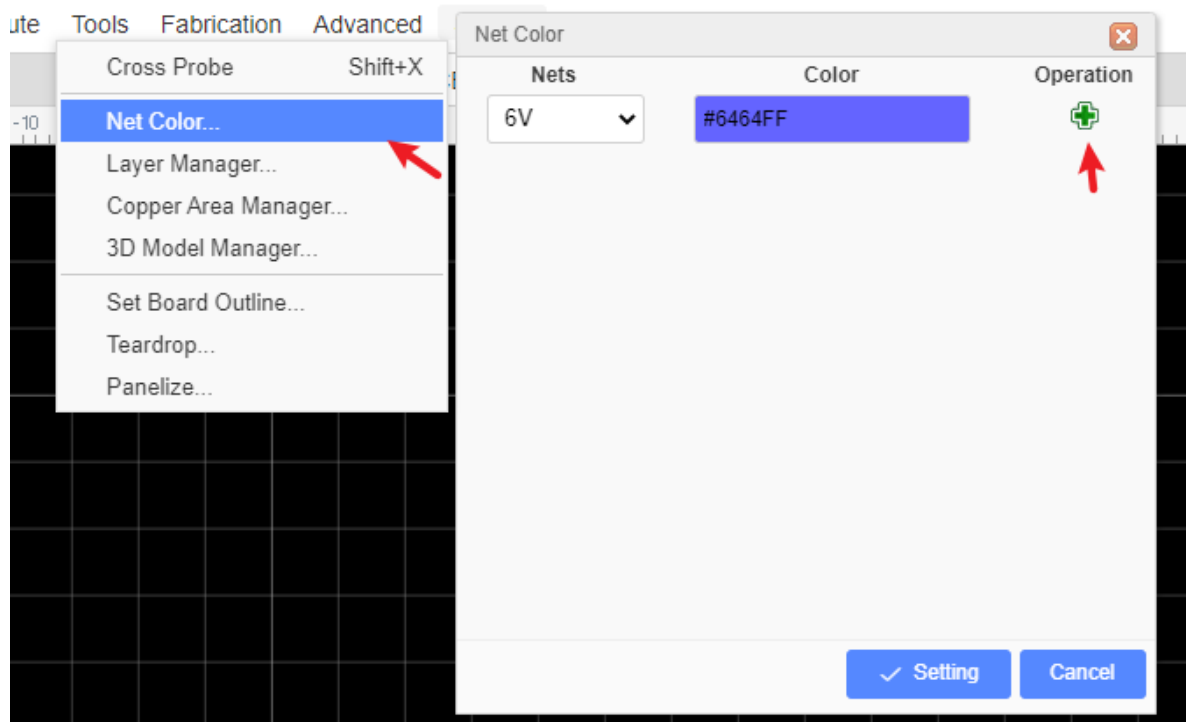 ute Tools Fabrication Advanced
Cross Probe Shift+X
-10
Net Color...
Layer Manager...
Copper Area Manager...
3D Model Manager...
Set Board Outline...
Teardrop...
Panelize...
Net Color
Nets Color Operation
6V #6464FF
Setting Cancel